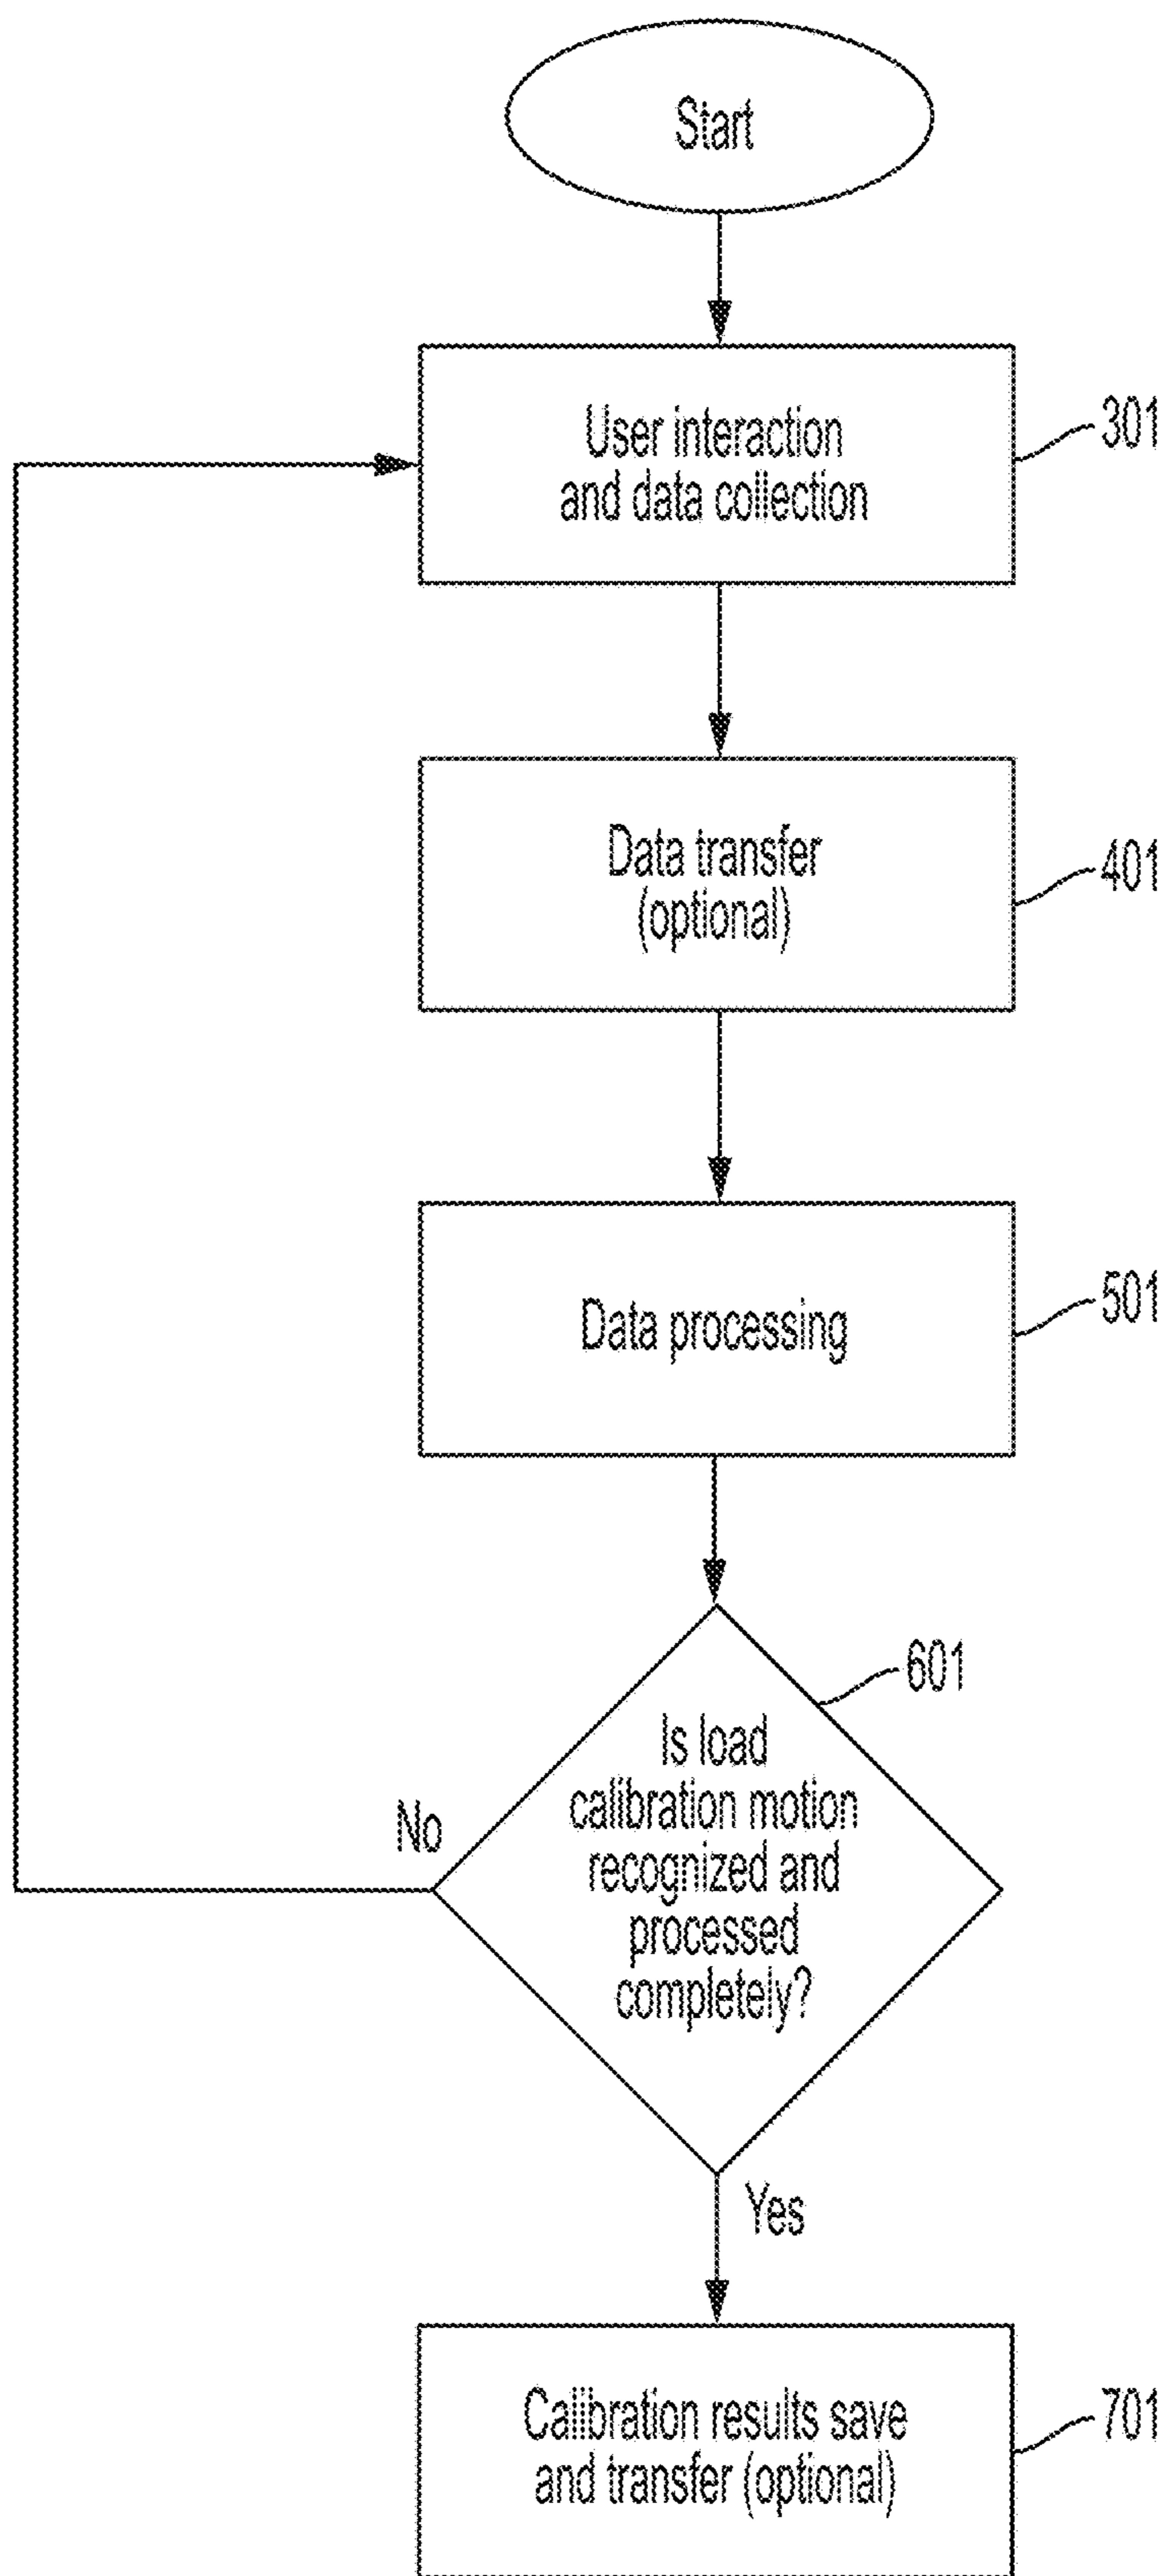 Start
User interaction
and data collection
301
Data transfer
(optional)
401
Data processing
501
601
Is load
calibration motion
recognized and
processed
completely?
No
Yes
Calibration results save
and transfer (optional)
701